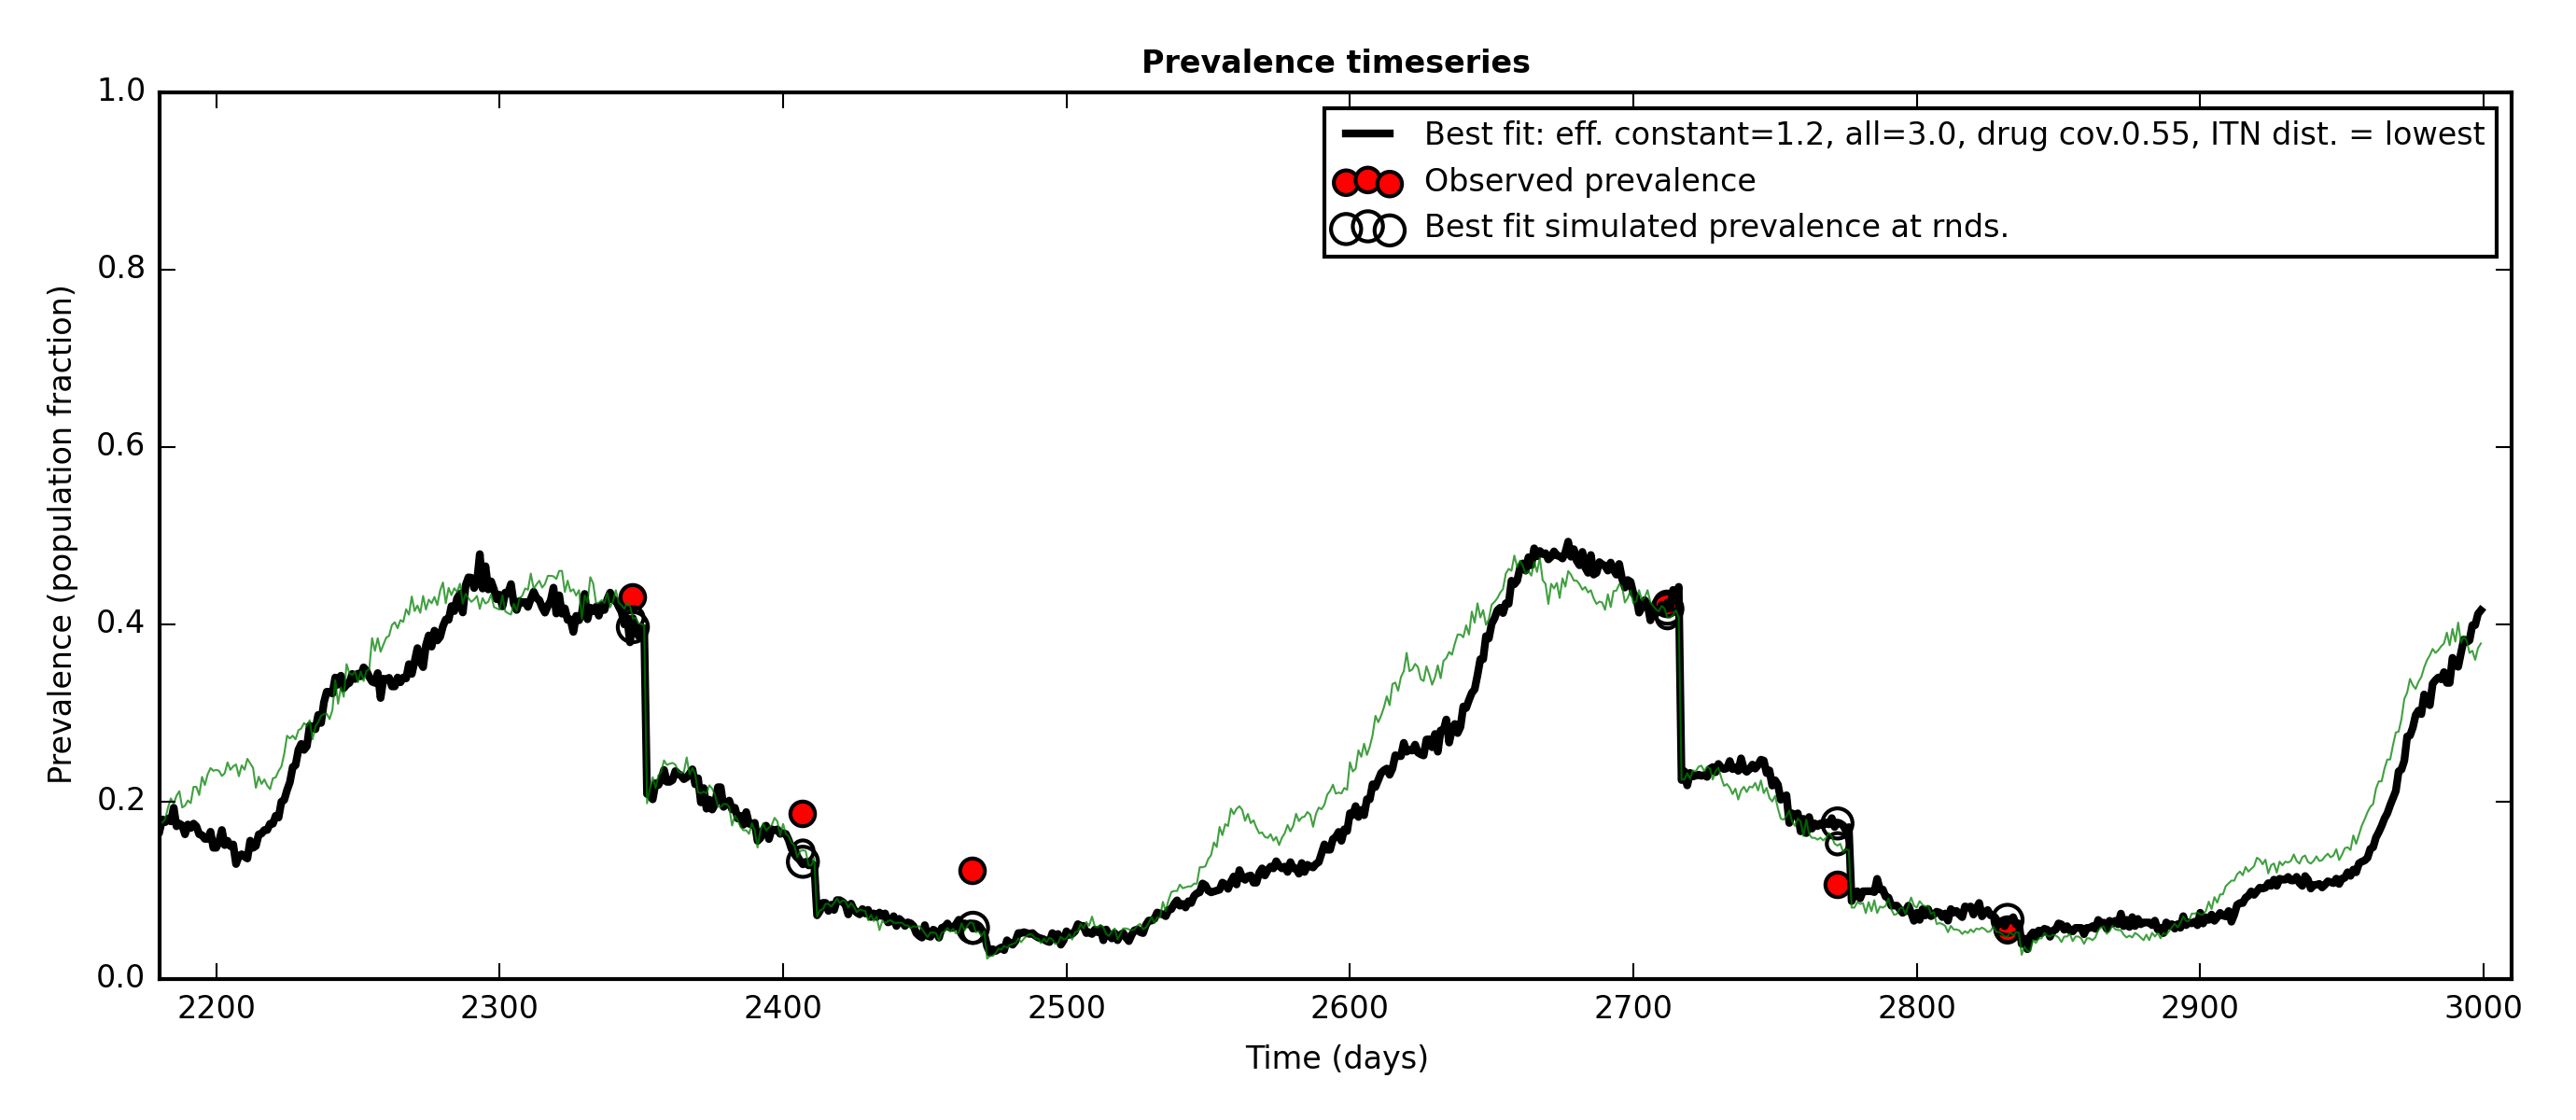 Prevalence timeseries
1.0
0.8
0.6
0.4
0.2
0.0
Prevalence (population fraction)
Best fit: eff. constant=1.2, all=3.0, drug cov.0.55, ITN dist. = lowest
Observed prevalence
Best fit simulated prevalence at rnds.
2200 2300 2400 2500 2600 2700 2800 2900 3000
Time (days)